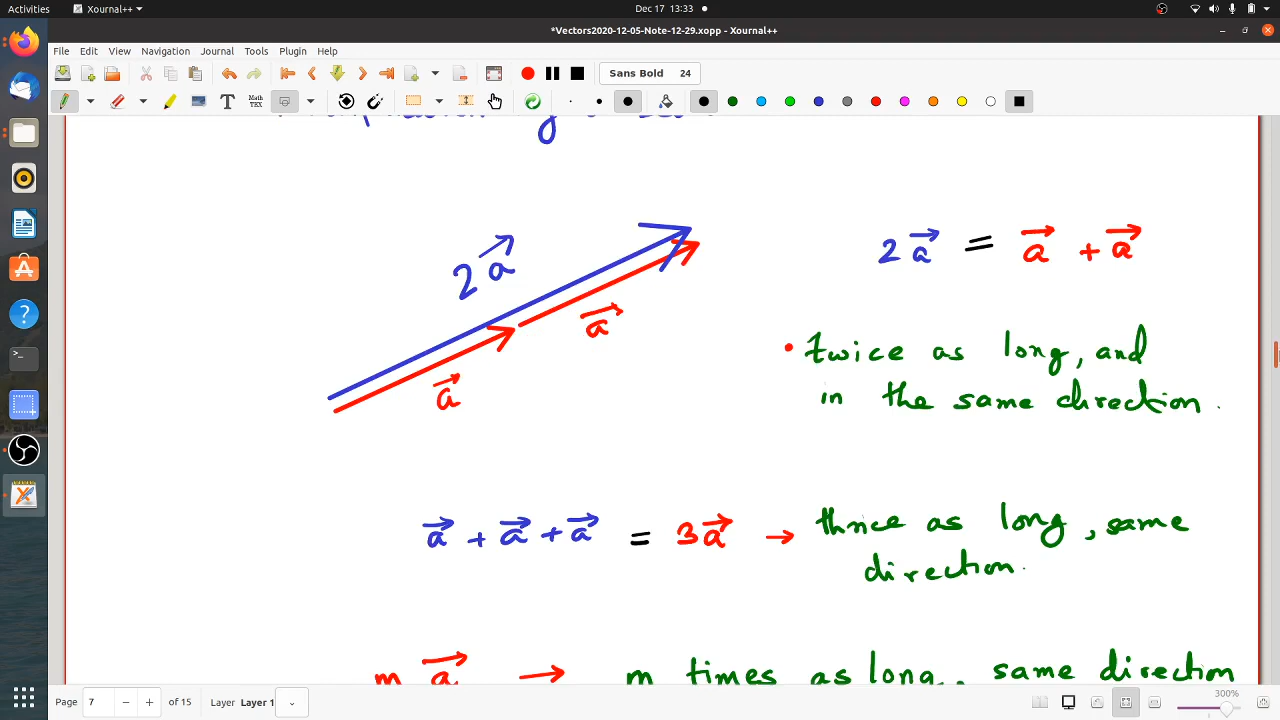 Activities Xournal++ Dec 17 13:33
*Vectors2020-12-05-Note-12-29.xopp - Xournal++
File Edit View Navigation Journal Tools Plugin Help
Sans Bold 24
T Math TEX
2a⃗
a⃗
a⃗
2a⃗ = a⃗ + a⃗
• twice as long, and
in the same direction.
a⃗ + a⃗ + a⃗ = 3a⃗ → thrice as long, same
direction.
m a⃗ → m times as long, same direction
Page 7 of 15 Layer Layer 1 300%